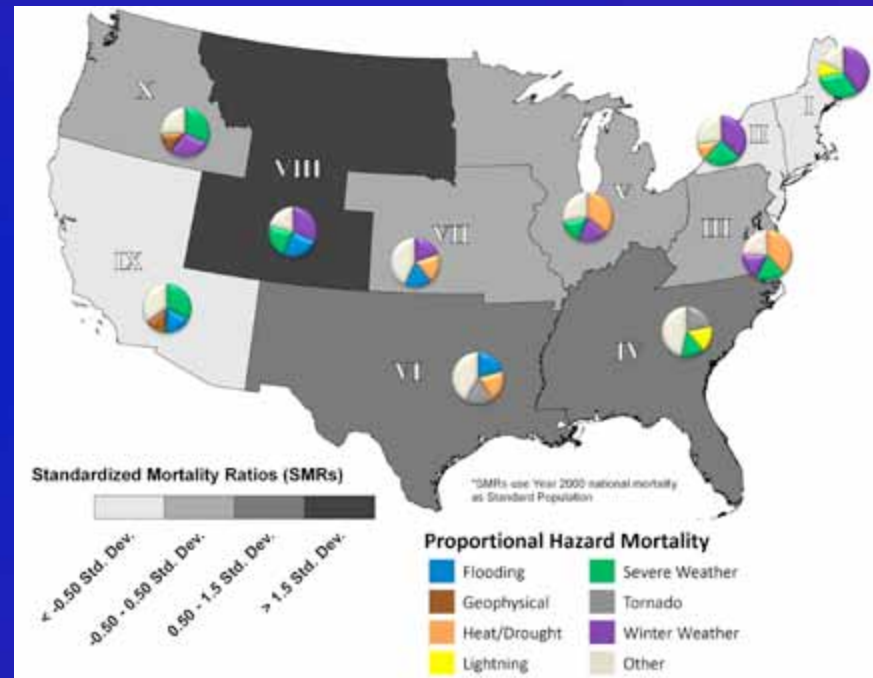 X
VIII
I
II
V
VII
III
IX
VI
IV
Standardized Mortality Ratios (SMRs)
*SMRs use Year 2000 national mortality
as Standard Population
< -0.50 Std. Dev.
-0.50 - 0.50 Std. Dev.
0.50 - 1.5 Std. Dev.
> 1.5 Std. Dev.
Proportional Hazard Mortality
Flooding
Severe Weather
Geophysical
Tornado
Heat/Drought
Winter Weather
Lightning
Other